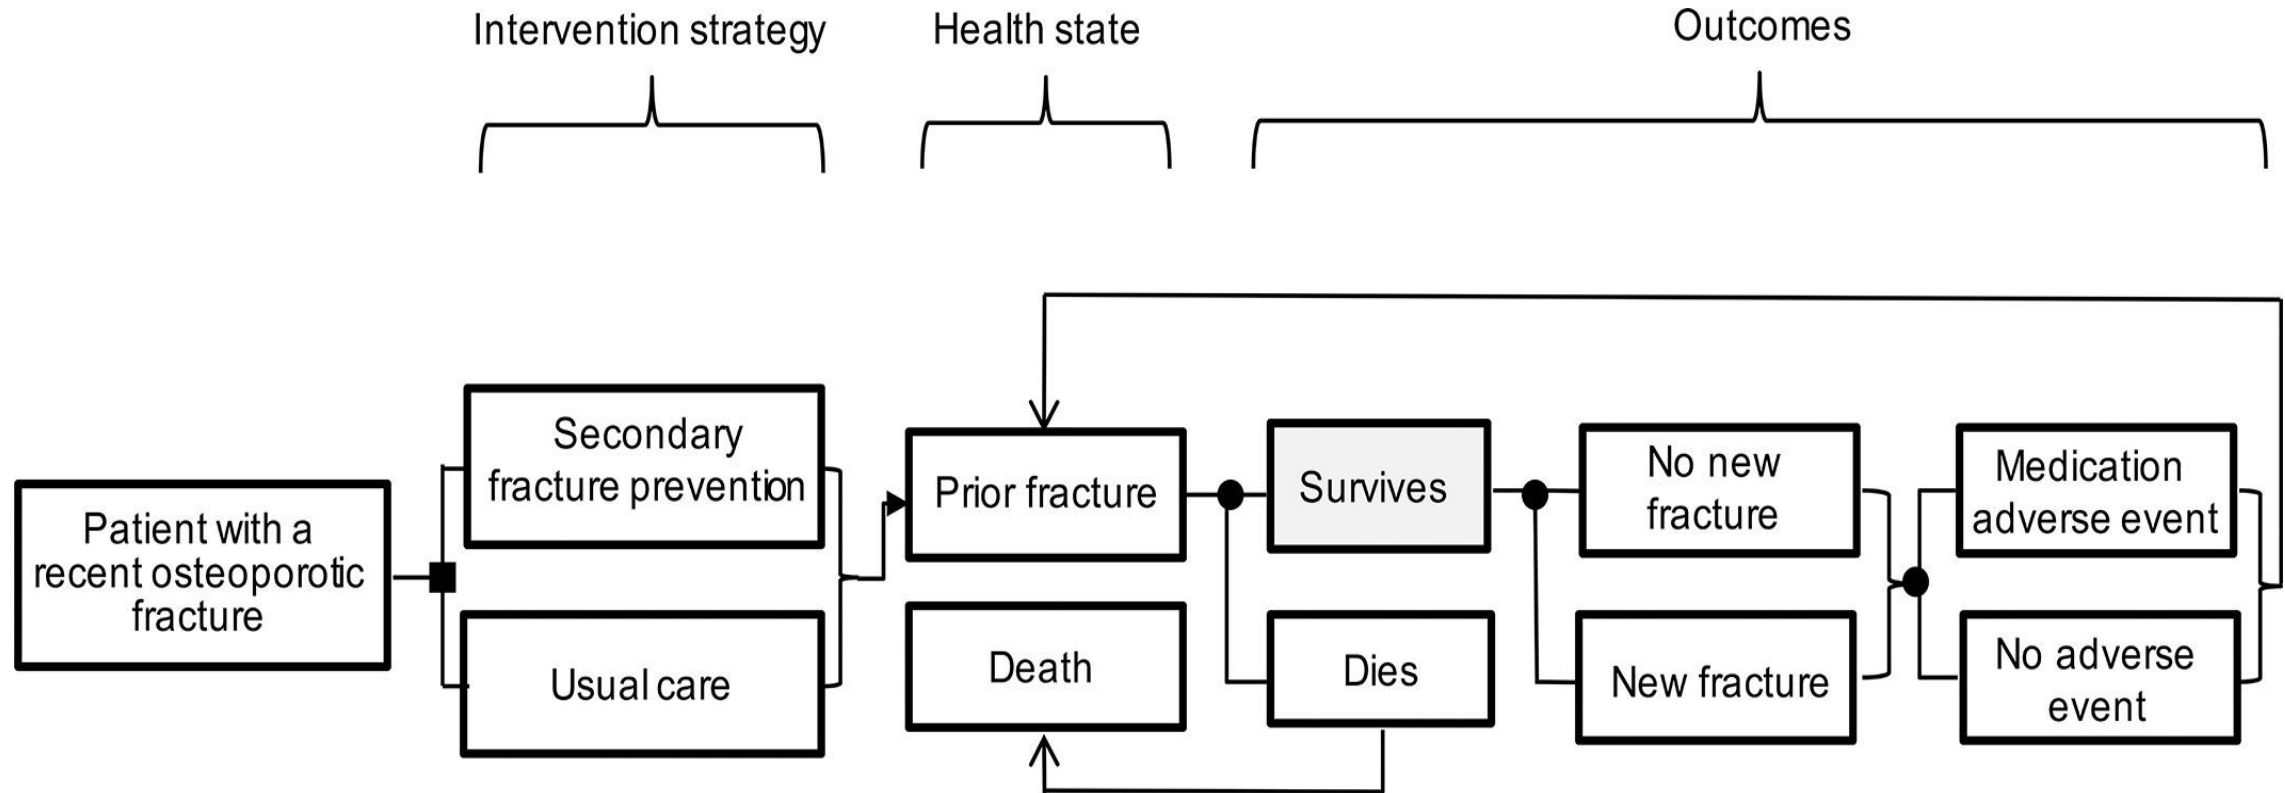 Intervention strategy
Health state
Outcomes
Patient with a
recent osteoporotic
fracture
Secondary
fracture prevention
Usual care
Prior fracture
Death
Survives
Dies
No new
fracture
New fracture
Medication
adverse event
No adverse
event